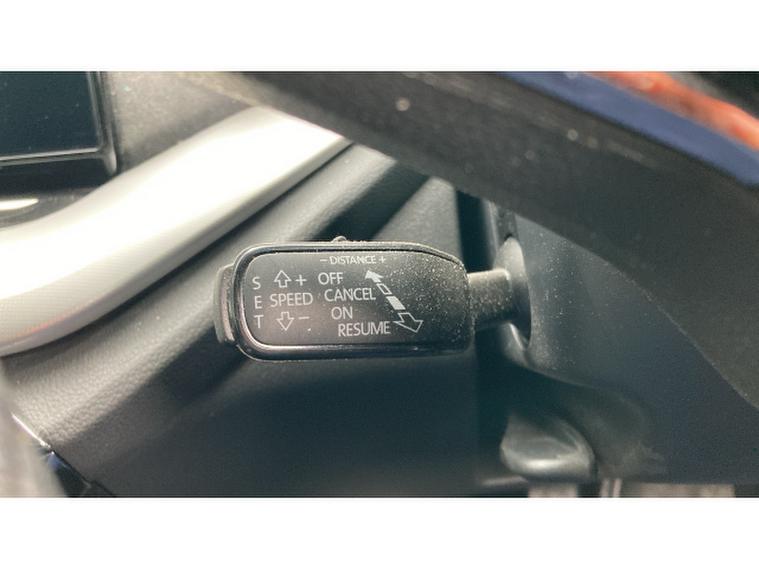 - DISTANCE +
S + OFF
E SPEED CANCEL
T - ON
RESUME